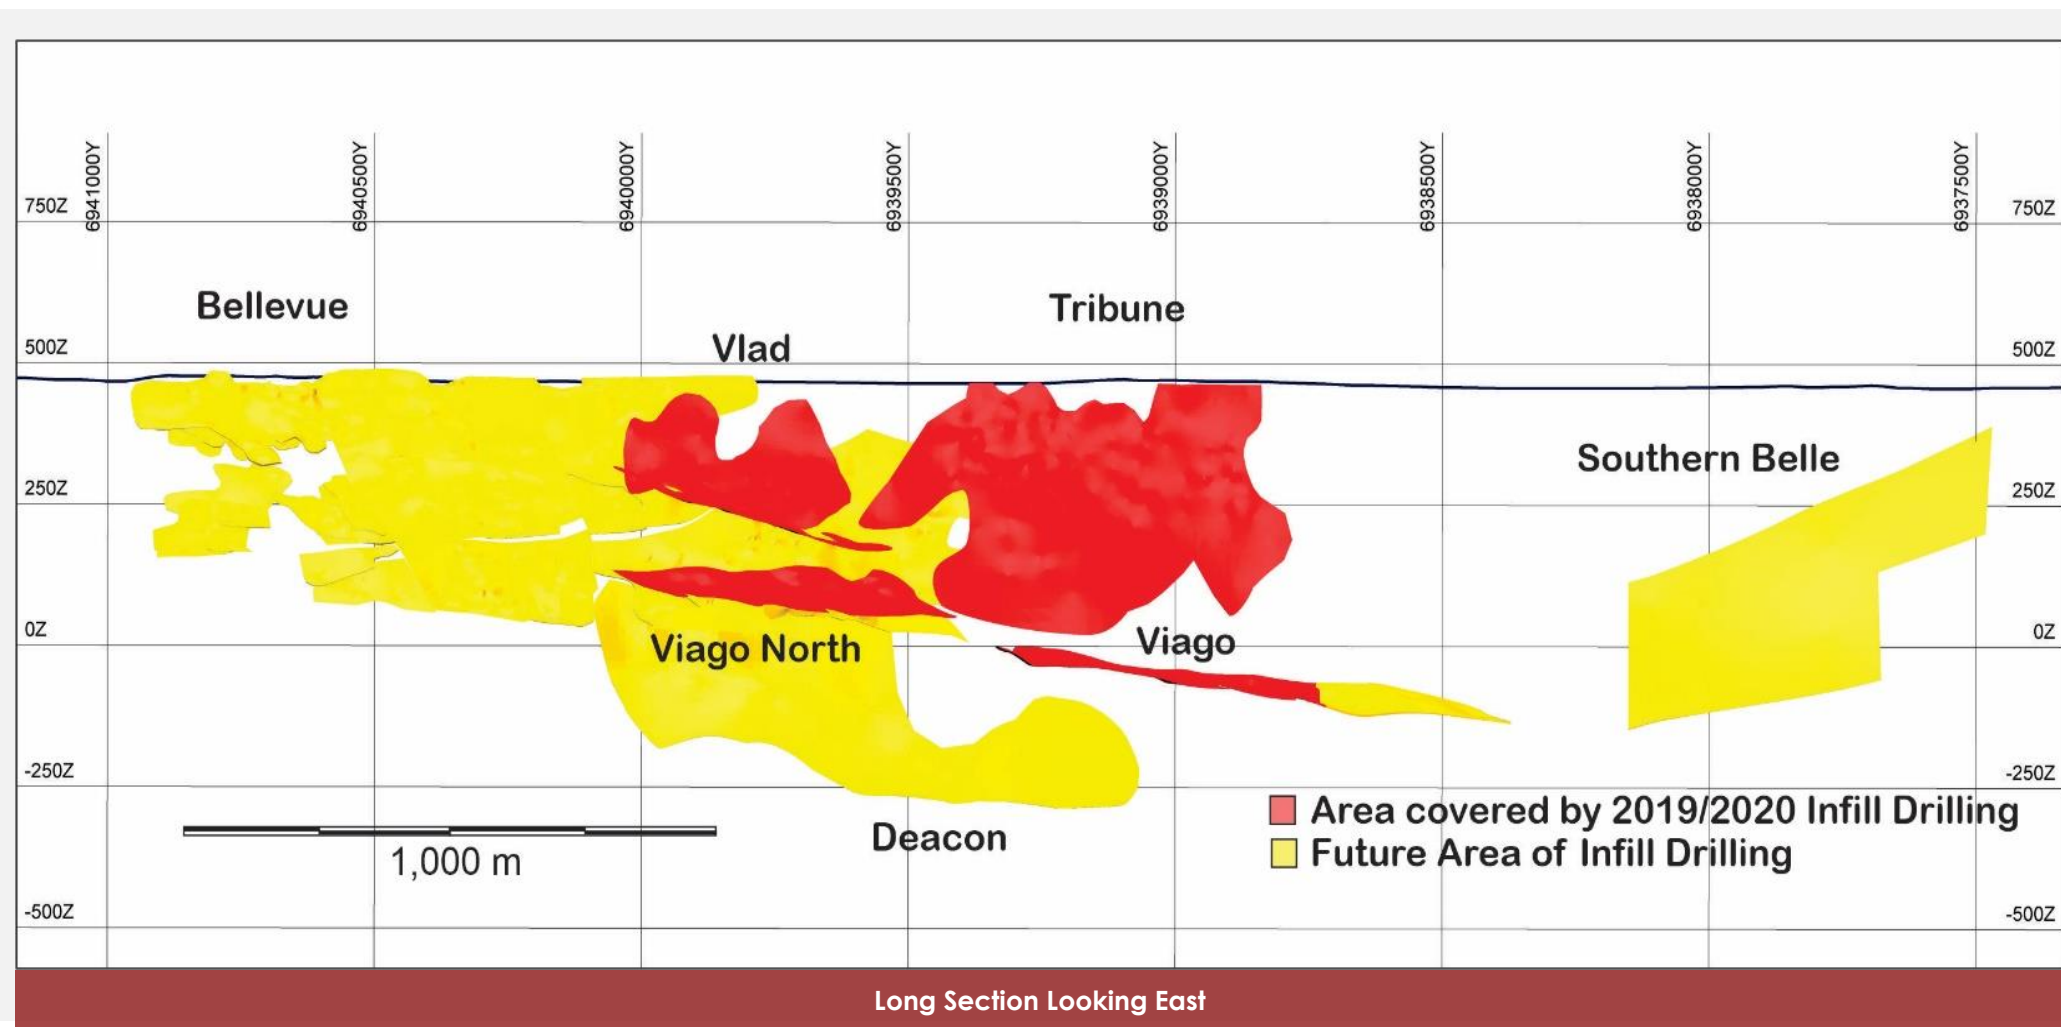 6941000Y
6940500Y
6940000Y
6939500Y
6939000Y
6938500Y
6938000Y
6937500Y
750Z
750Z
Bellevue
Tribune
Vlad
500Z
500Z
Southern Belle
250Z
250Z
0Z
0Z
Viago North
Viago
-250Z
-250Z
Area covered by 2019/2020 Infill Drilling
Deacon
Future Area of Infill Drilling
1,000 m
-500Z
-500Z
Long Section Looking East